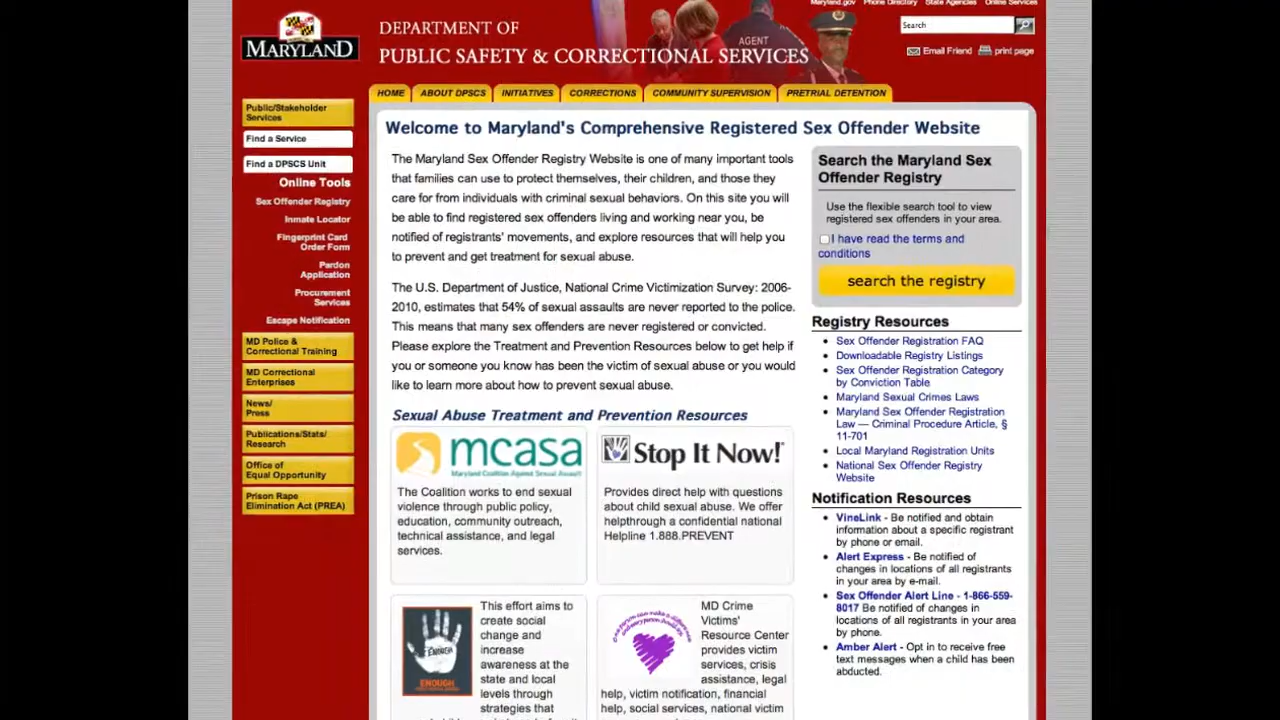 Maryland.gov Phone Directory State Agencies Online Services
MARYLAND
DEPARTMENT OF
PUBLIC SAFETY & CORRECTIONAL SERVICES
AGENT
Search
Email Friend print page
HOME ABOUT DPSCS INITIATIVES CORRECTIONS COMMUNITY SUPERVISION PRETRIAL DETENTION
Public/Stakeholder
Services
Find a Service
Find a DPSCS Unit
Online Tools
Sex Offender Registry
Inmate Locator
Fingerprint Card
Order Form
Pardon
Application
Procurement
Services
Escape Notification
MD Police &
Correctional Training
MD Correctional
Enterprises
News/
Press
Publications/Stats/
Research
Office of
Equal Opportunity
Prison Rape
Elimination Act (PREA)
Welcome to Maryland's Comprehensive Registered Sex Offender Website
The Maryland Sex Offender Registry Website is one of many important tools
that families can use to protect themselves, their children, and those they
care for from individuals with criminal sexual behaviors. On this site you will
be able to find registered sex offenders living and working near you, be
notified of registrants' movements, and explore resources that will help you
to prevent and get treatment for sexual abuse.
The U.S. Department of Justice, National Crime Victimization Survey: 2006-
2010, estimates that 54% of sexual assaults are never reported to the police.
This means that many sex offenders are never registered or convicted.
Please explore the Treatment and Prevention Resources below to get help if
you or someone you know has been the victim of sexual abuse or you would
like to learn more about how to prevent sexual abuse.
Sexual Abuse Treatment and Prevention Resources
mcasa
Maryland Coalition Against Sexual Assault
The Coalition works to end sexual
violence through public policy,
education, community outreach,
technical assistance, and legal
services.
Stop It Now!
Provides direct help with questions
about child sexual abuse. We offer
helpthrough a confidential national
Helpline 1.888.PREVENT
ENOUGH
This effort aims to
create social
change and
increase
awareness at the
state and local
levels through
strategies that
MD Crime
Victims'
Resource Center
provides victim
services, crisis
assistance, legal
help, victim notification, financial
help, social services, national victim
Search the Maryland Sex
Offender Registry
Use the flexible search tool to view
registered sex offenders in your area.
I have read the terms and
conditions
search the registry
Registry Resources
Sex Offender Registration FAQ
Downloadable Registry Listings
Sex Offender Registration Category
by Conviction Table
Maryland Sexual Crimes Laws
Maryland Sex Offender Registration
Law — Criminal Procedure Article, §
11-701
Local Maryland Registration Units
National Sex Offender Registry
Website
Notification Resources
VineLink - Be notified and obtain
information about a specific registrant
by phone or email.
Alert Express - Be notified of
changes in locations of all registrants
in your area by e-mail.
Sex Offender Alert Line - 1-866-559-
8017 Be notified of changes in
locations of all registrants in your area
by phone.
Amber Alert - Opt in to receive free
text messages when a child has been
abducted.